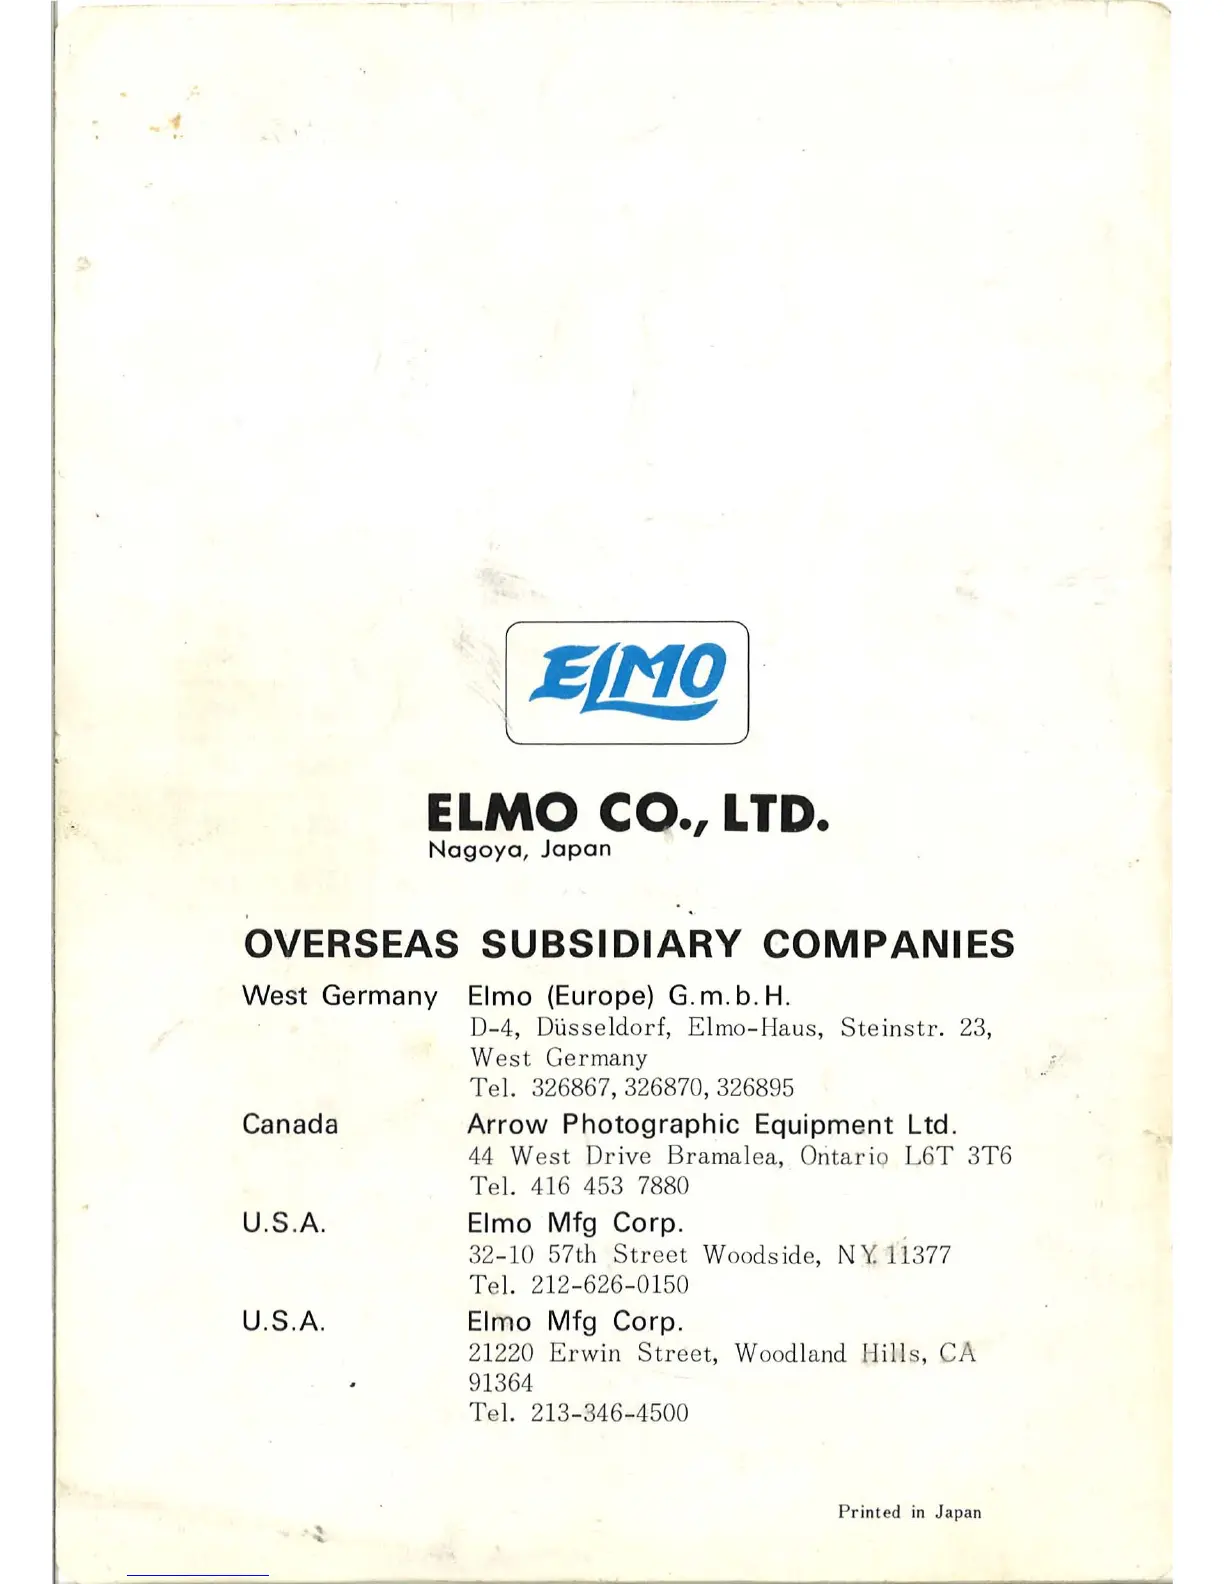 ELMO
ELMO CO., LTD.
Nagoya, Japan
OVERSEAS SUBSIDIARY COMPANIES
West Germany Elmo (Europe) G.m.b.H.
D-4, Düsseldorf, Elmo-Haus, Steinstr. 23,
West Germany
Tel. 326867, 326870, 326895
Canada Arrow Photographic Equipment Ltd.
44 West Drive Bramalea, Ontario L6T 3T6
Tel. 416 453 7880
U.S.A. Elmo Mfg Corp.
32-10 57th Street Woodside, NY. 11377
Tel. 212-626-0150
U.S.A. Elmo Mfg Corp.
21220 Erwin Street, Woodland Hills, CA
91364
Tel. 213-346-4500
Printed in Japan